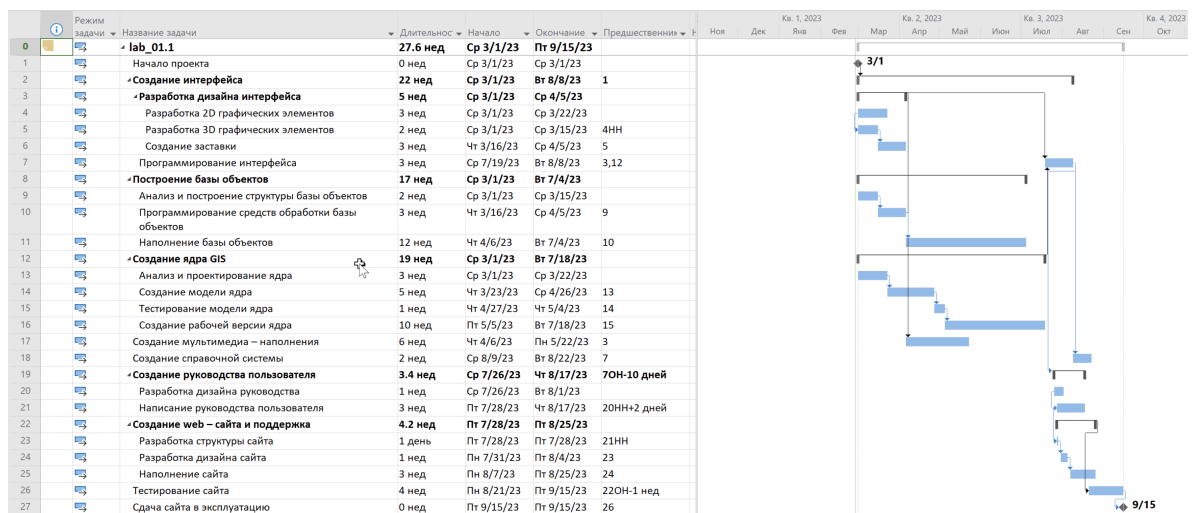 Режим
задачи Название задачи Длительнос Начало Окончание Предшественни Н
Кв. 1, 2023 Кв. 2, 2023 Кв. 3, 2023 Кв. 4, 2023
Ноя Дек Янв Фев Мар Апр Май Июн Июл Авг Сен Окт
0 lab_01.1 27.6 нед Ср 3/1/23 Пт 9/15/23
1 Начало проекта 0 нед Ср 3/1/23 Ср 3/1/23 3/1
2 Создание интерфейса 22 нед Ср 3/1/23 Вт 8/8/23 1
3 Разработка дизайна интерфейса 5 нед Ср 3/1/23 Ср 4/5/23
4 Разработка 2D графических элементов 3 нед Ср 3/1/23 Ср 3/22/23
5 Разработка 3D графических элементов 2 нед Ср 3/1/23 Ср 3/15/23 4НН
6 Создание заставки 3 нед Чт 3/16/23 Ср 4/5/23 5
7 Программирование интерфейса 3 нед Ср 7/19/23 Вт 8/8/23 3,12
8 Построение базы объектов 17 нед Ср 3/1/23 Вт 7/4/23
9 Анализ и построение структуры базы объектов 2 нед Ср 3/1/23 Ср 3/15/23
10 Программирование средств обработки базы 3 нед Чт 3/16/23 Ср 4/5/23 9
объектов
11 Наполнение базы объектов 12 нед Чт 4/6/23 Вт 7/4/23 10
12 Создание ядра GIS 19 нед Ср 3/1/23 Вт 7/18/23
13 Анализ и проектирование ядра 3 нед Ср 3/1/23 Ср 3/22/23
14 Создание модели ядра 5 нед Чт 3/23/23 Ср 4/26/23 13
15 Тестирование модели ядра 1 нед Чт 4/27/23 Чт 5/4/23 14
16 Создание рабочей версии ядра 10 нед Пт 5/5/23 Вт 7/18/23 15
17 Создание мультимедиа – наполнения 6 нед Чт 4/6/23 Пн 5/22/23 3
18 Создание справочной системы 2 нед Ср 8/9/23 Вт 8/22/23 7
19 Создание руководства пользователя 3.4 нед Ср 7/26/23 Чт 8/17/23 7ОН-10 дней
20 Разработка дизайна руководства 1 нед Ср 7/26/23 Вт 8/1/23
21 Написание руководства пользователя 3 нед Пт 7/28/23 Чт 8/17/23 20НН+2 дней
22 Создание web – сайта и поддержка 4.2 нед Пт 7/28/23 Пт 8/25/23
23 Разработка структуры сайта 1 день Пт 7/28/23 Пт 7/28/23 21НН
24 Разработка дизайна сайта 1 нед Пн 7/31/23 Пт 8/4/23 23
25 Наполнение сайта 3 нед Пн 8/7/23 Пт 8/25/23 24
26 Тестирование сайта 4 нед Пн 8/21/23 Пт 9/15/23 22ОН-1 нед
27 Сдача сайта в эксплуатацию 0 нед Пт 9/15/23 Пт 9/15/23 26 9/15